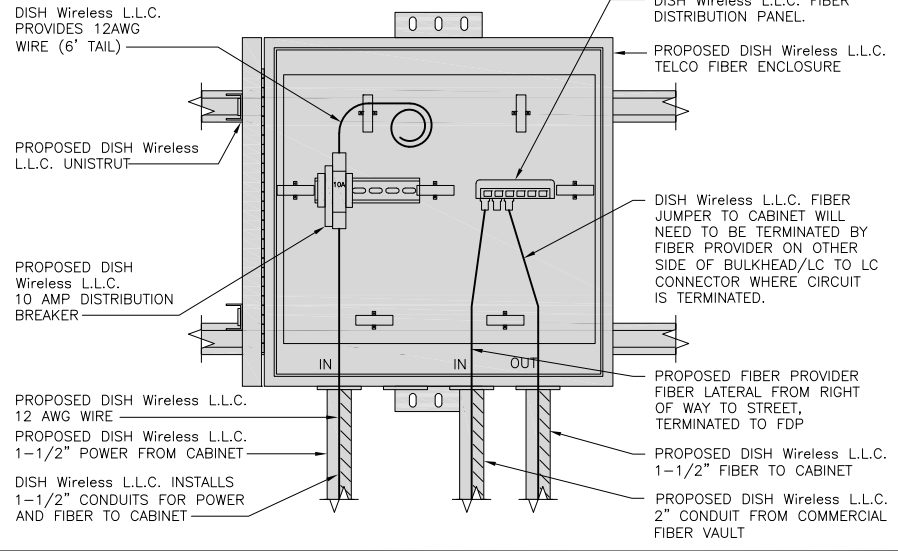 DISH Wireless L.L.C.
PROVIDES 12AWG
WIRE (6' TAIL)
PROPOSED DISH Wireless
L.L.C. UNISTRUT
PROPOSED DISH
Wireless L.L.C.
10 AMP DISTRIBUTION
BREAKER
PROPOSED DISH Wireless L.L.C.
12 AWG WIRE
PROPOSED DISH Wireless L.L.C.
1-1/2" POWER FROM CABINET
DISH Wireless L.L.C. INSTALLS
1-1/2" CONDUITS FOR POWER
AND FIBER TO CABINET
10A
IN
IN
OUT
DISH Wireless L.L.C. FIBER
DISTRIBUTION PANEL.
PROPOSED DISH Wireless L.L.C.
TELCO FIBER ENCLOSURE
DISH Wireless L.L.C. FIBER
JUMPER TO CABINET WILL
NEED TO BE TERMINATED BY
FIBER PROVIDER ON OTHER
SIDE OF BULKHEAD/LC TO LC
CONNECTOR WHERE CIRCUIT
IS TERMINATED.
PROPOSED FIBER PROVIDER
FIBER LATERAL FROM RIGHT
OF WAY TO STREET,
TERMINATED TO FDP
PROPOSED DISH Wireless L.L.C.
1-1/2" FIBER TO CABINET
PROPOSED DISH Wireless L.L.C.
2" CONDUIT FROM COMMERCIAL
FIBER VAULT